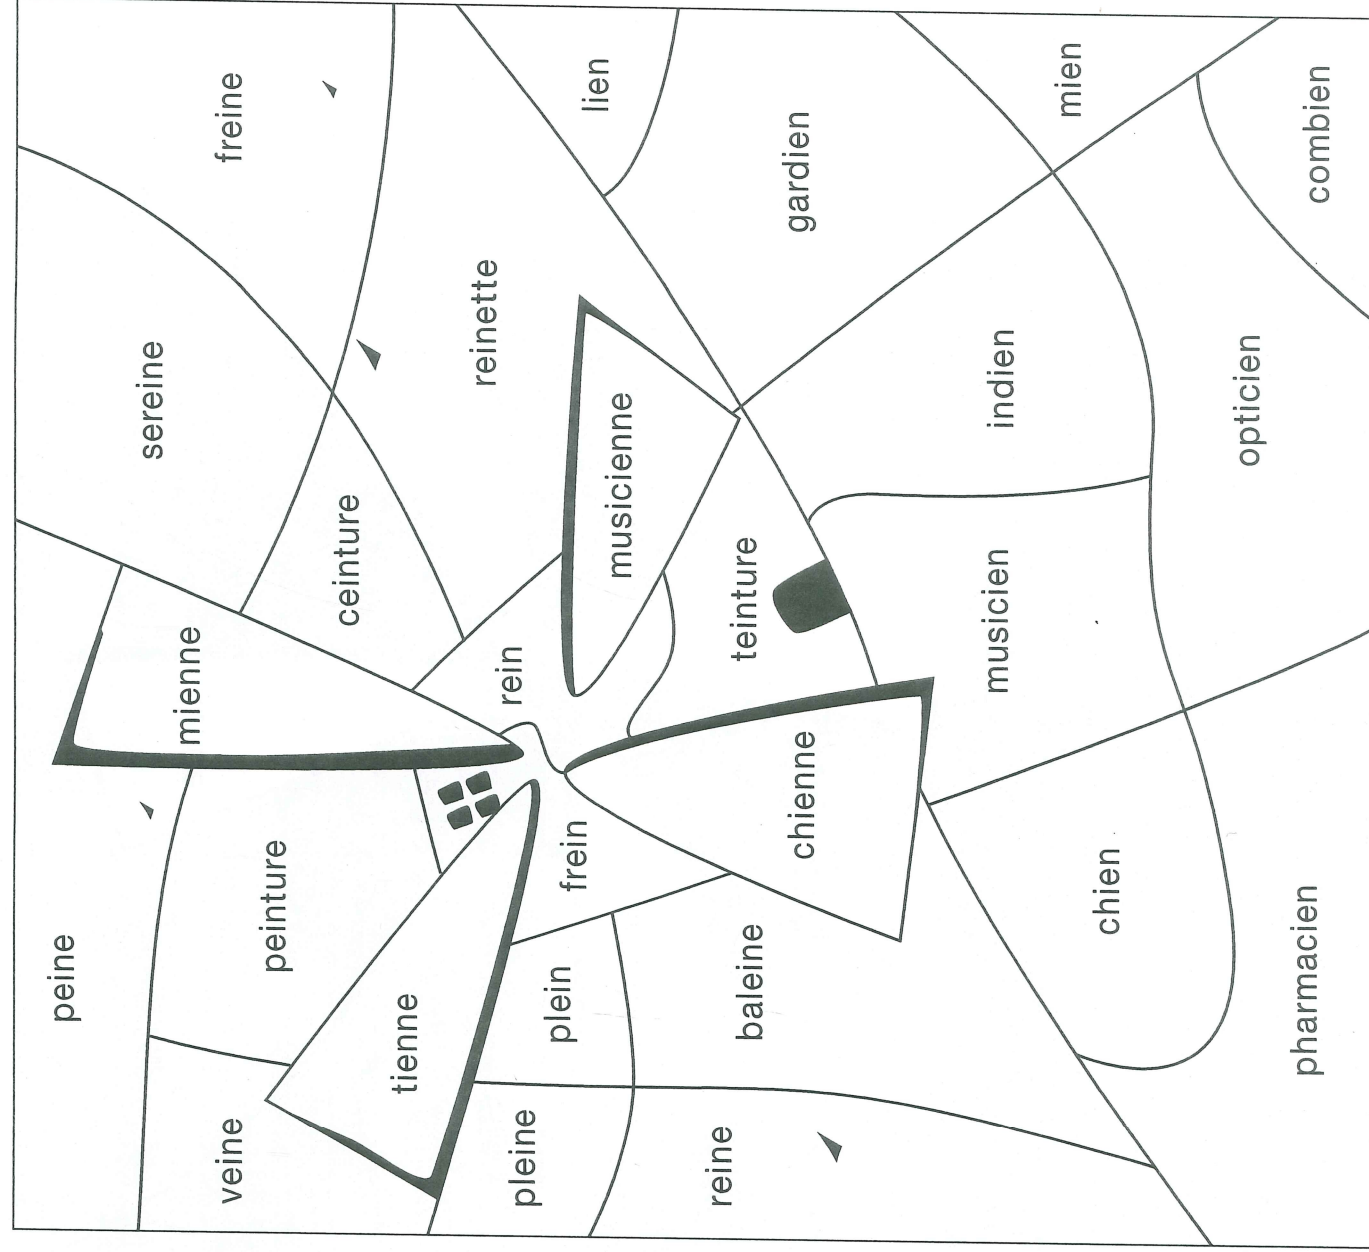 peine
sereine
mienne
veine
freine
peinture
ceinture
tienne
reinette
rein
pleine
plein
frein
lien
musicienne
reine
baleine
teinture
gardien
chienne
musicien
indien
mien
chien
opticien
pharmacien
combien